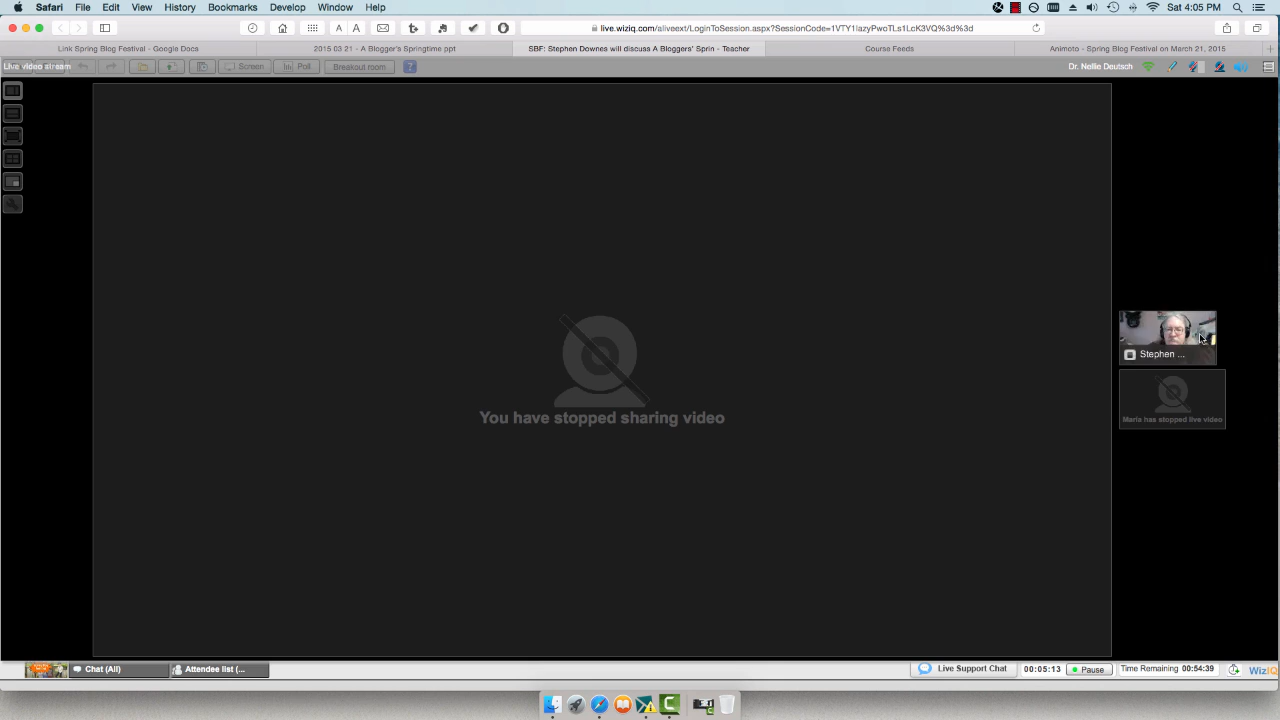 Safari File Edit View History Bookmarks Develop Window Help Sat 4:05 PM
live.wiziq.com/aliveext/LoginToSession.aspx?SessionCode=1VTY1lazyPwoTLs1LcK3VQ%3d%3d
Link Spring Blog Festival - Google Docs 2015 03 21 - A Blogger's Springtime ppt SBF: Stephen Downes will discuss A Bloggers' Sprin - Teacher Course Feeds Animoto - Spring Blog Festival on March 21, 2015
Live video stream Screen Poll Breakout room ? Dr. Nellie Deutsch
Stephen ...
You have stopped sharing video
Maria has stopped live video
Chat (All) Attendee list (... Live Support Chat 00:05:13 Pause Time Remaining 00:54:39 WizIQ